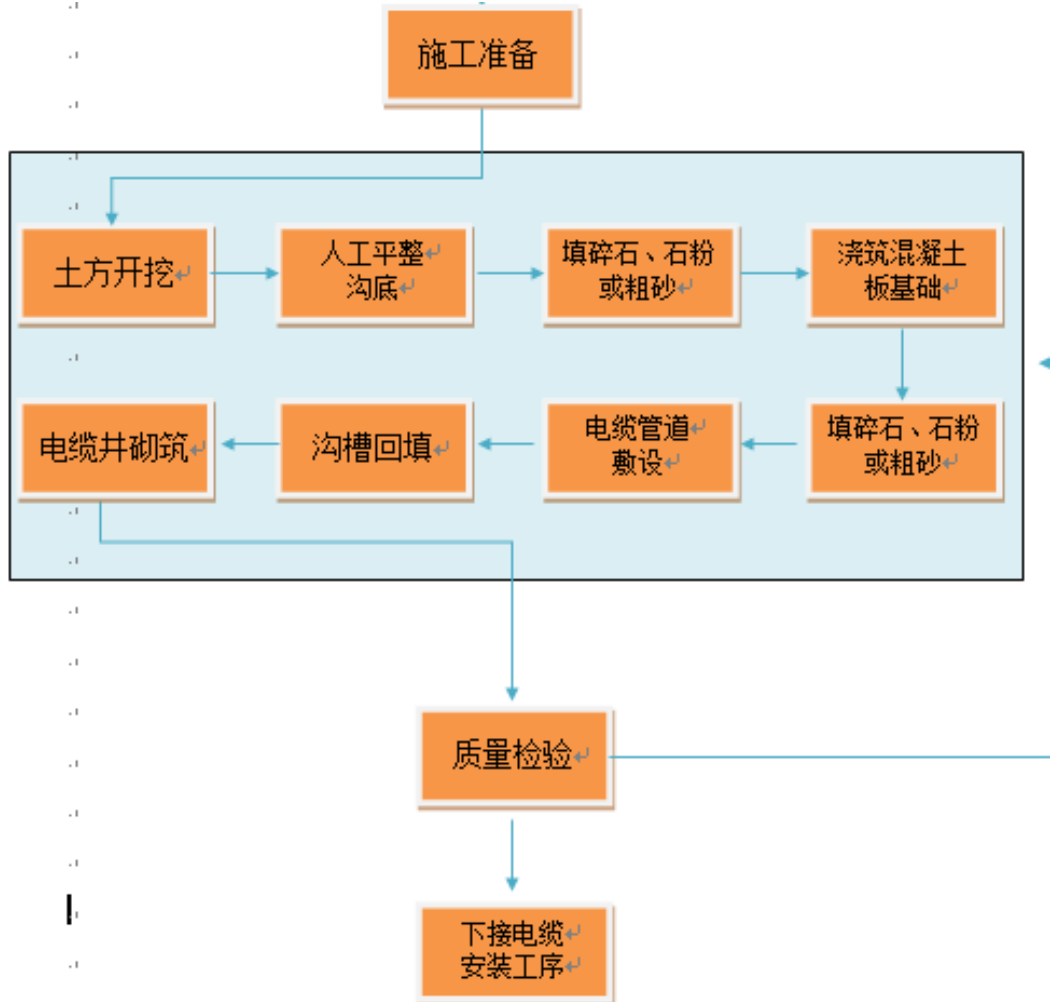 施工准备
土方开挖
人工平整
沟底
填碎石、石粉
或粗砂
浇筑混凝土
板基础
电缆井砌筑
沟槽回填
电缆管道
敷设
填碎石、石粉
或粗砂
质量检验
下接电缆
安装工序